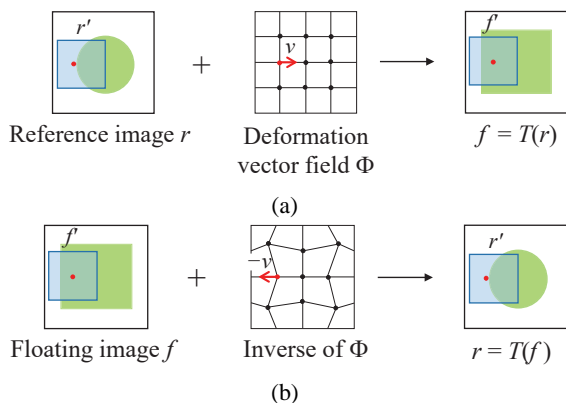 r′
v
f′
Reference image r
Deformation
vector field Φ
f = T(r)
(a)
f′
−v
r′
Floating image f
Inverse of Φ
r = T(f)
(b)